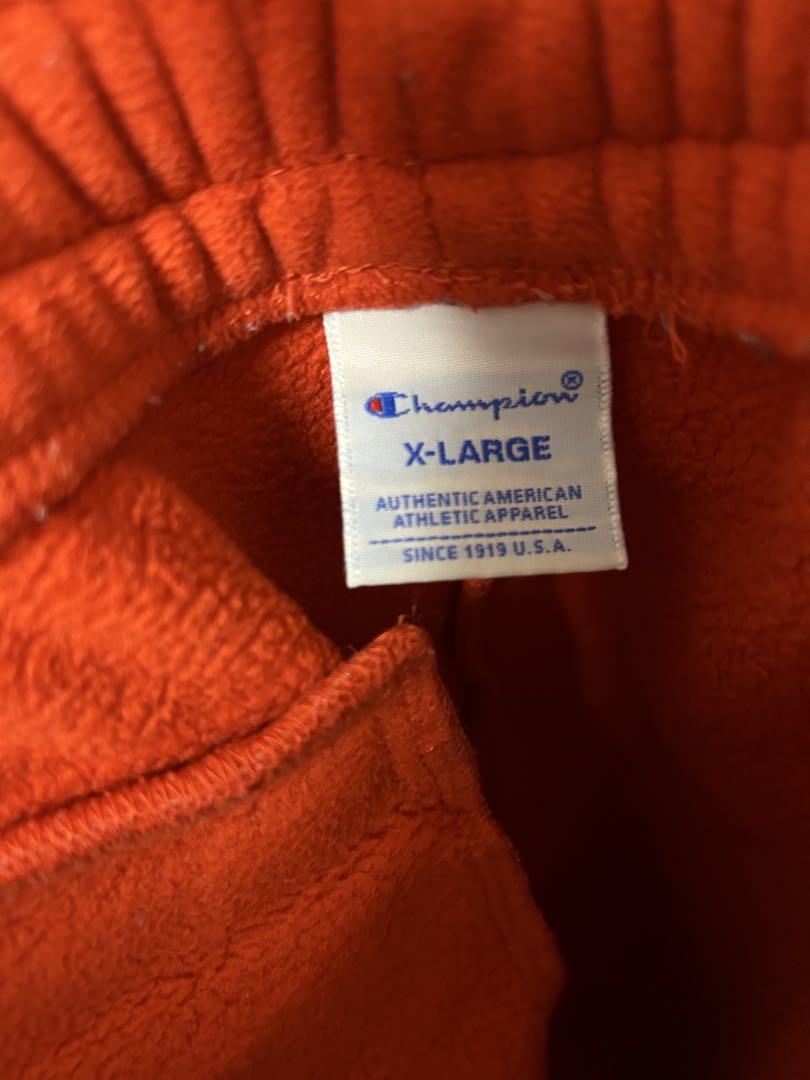 Champion®
X-LARGE
AUTHENTIC AMERICAN
ATHLETIC APPAREL
SINCE 1919 U.S.A.